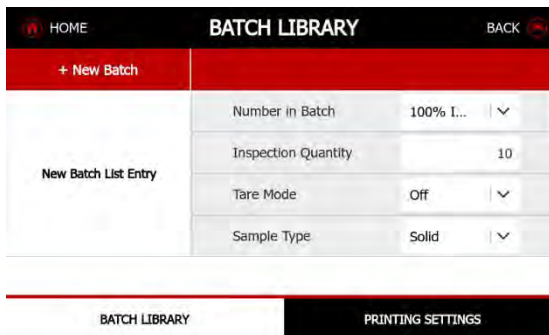 HOME BATCH LIBRARY BACK
+ New Batch
Number in Batch 100% I...
Inspection Quantity 10
New Batch List Entry
Tare Mode Off
Sample Type Solid
BATCH LIBRARY PRINTING SETTINGS